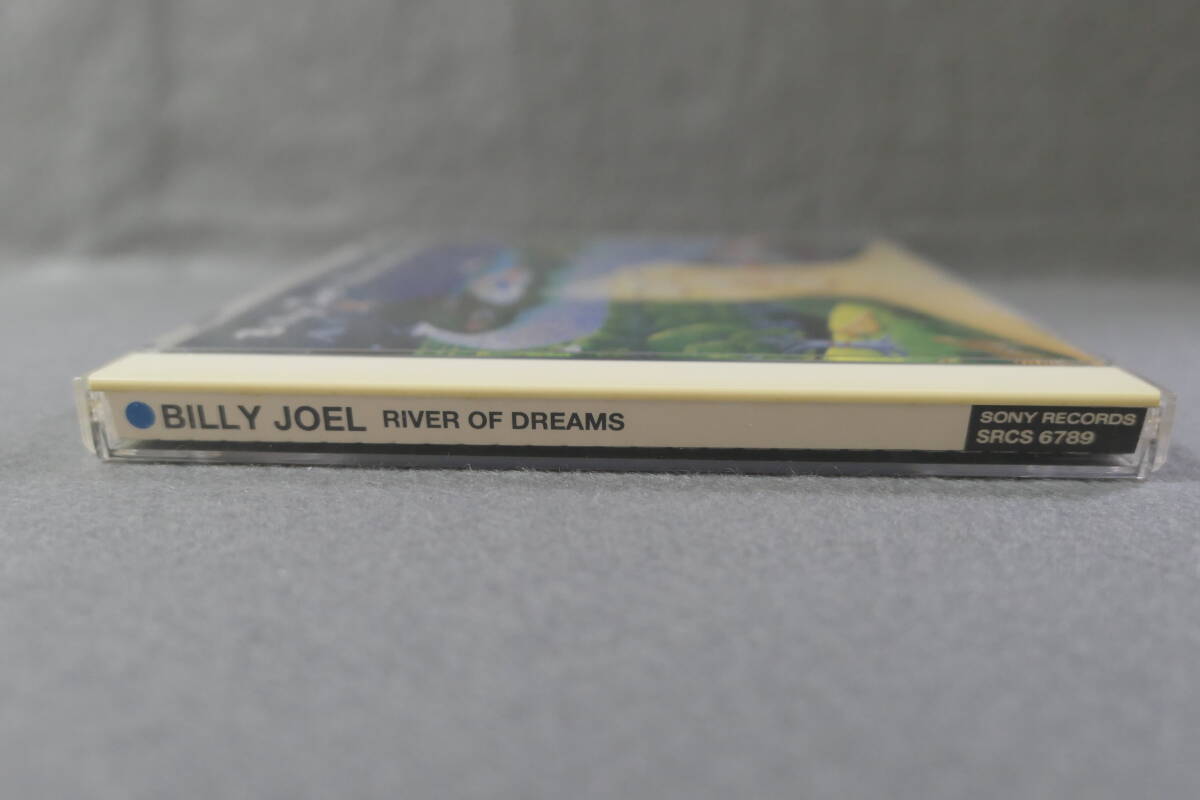 BILLY JOEL RIVER OF DREAMS
SONY RECORDS
SRCS 6789